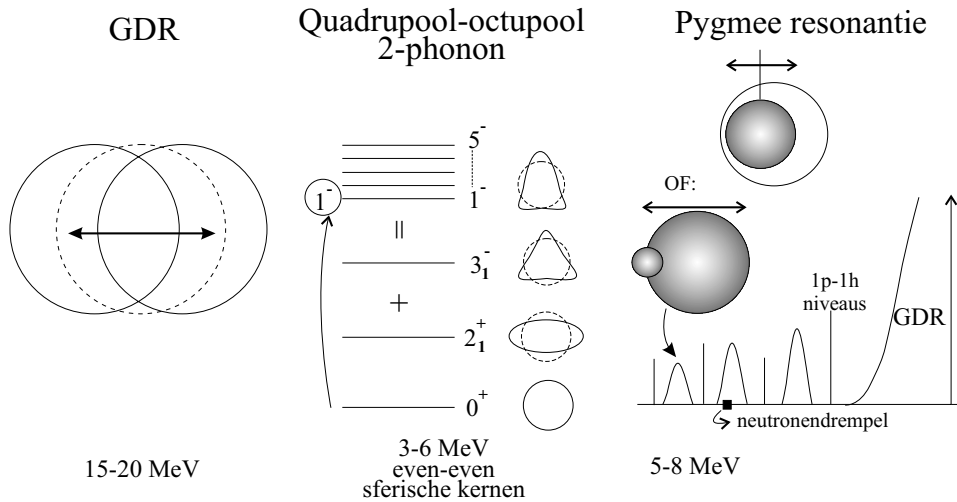 GDR
15-20 MeV
Quadrupool-octupool
2-phonon
5-
1-
1-
=
3-1
+
2+1
0+
3-6 MeV
even-even
sferische kernen
Pygmee resonantie
OF:
1p-1h
niveaus
GDR
neutronendrempel
5-8 MeV